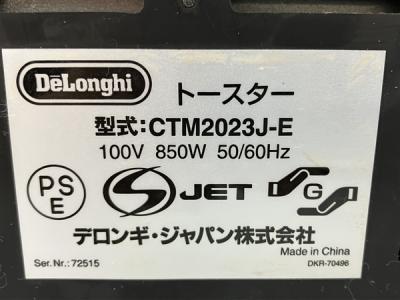 DeLonghi
トースター
型式:CTM2023J-E
100V 850W 50/60Hz
PS
E
S JET
G
デロンギ・ジャパン株式会社
Made in China
Ser. Nr.: 72515
DKR-70496